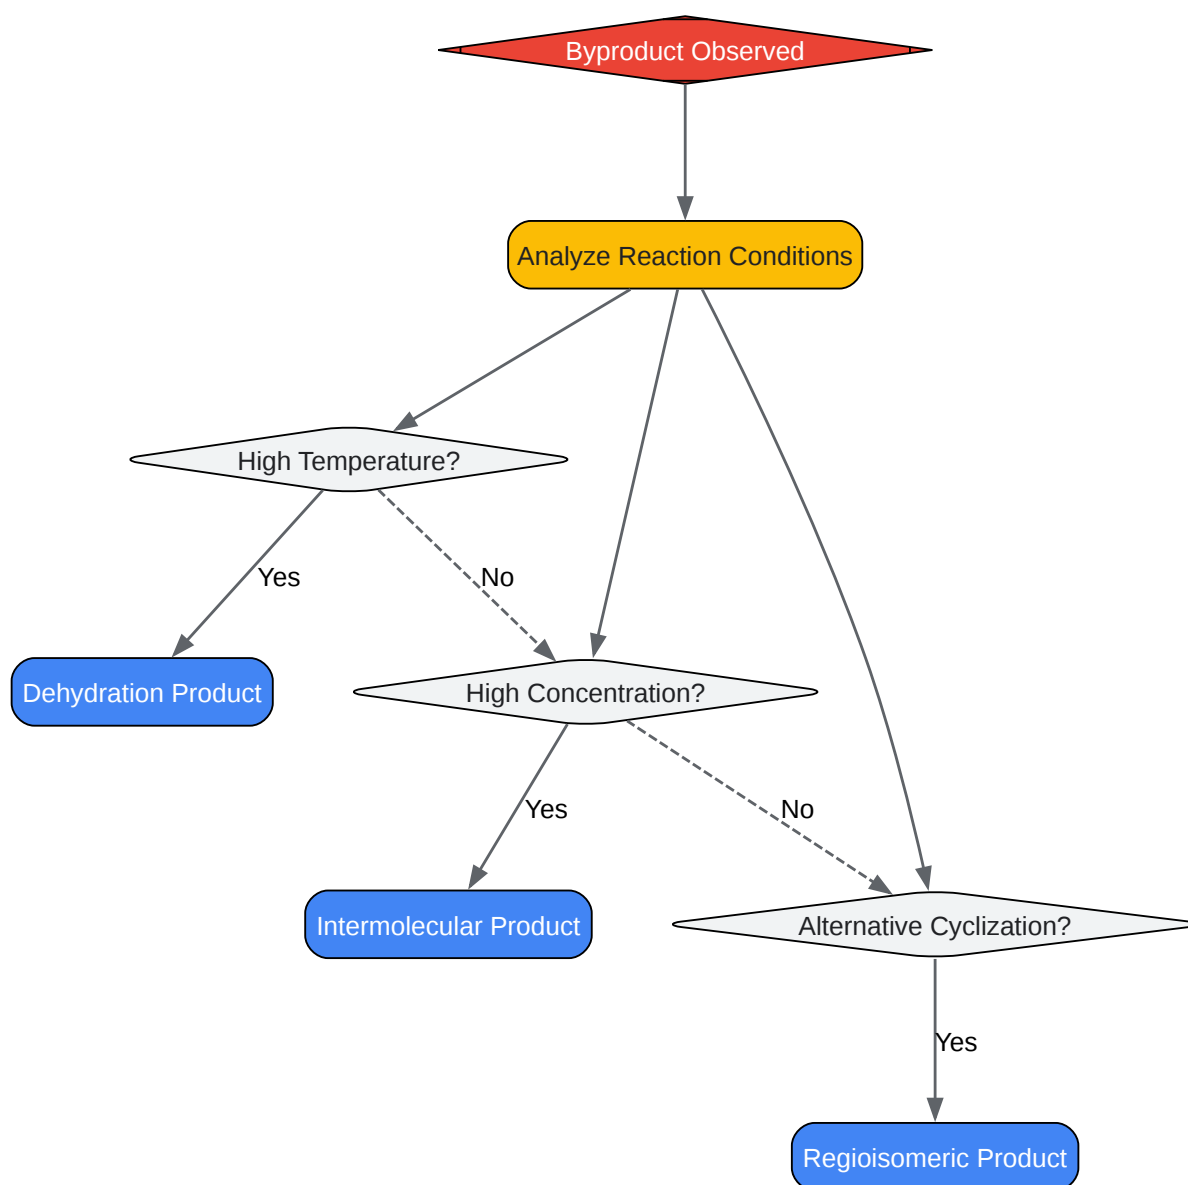 Byproduct Observed
Analyze Reaction Conditions
High Temperature?
Yes
No
Dehydration Product
High Concentration?
Yes
No
Intermolecular Product
Alternative Cyclization?
Yes
Regioisomeric Product